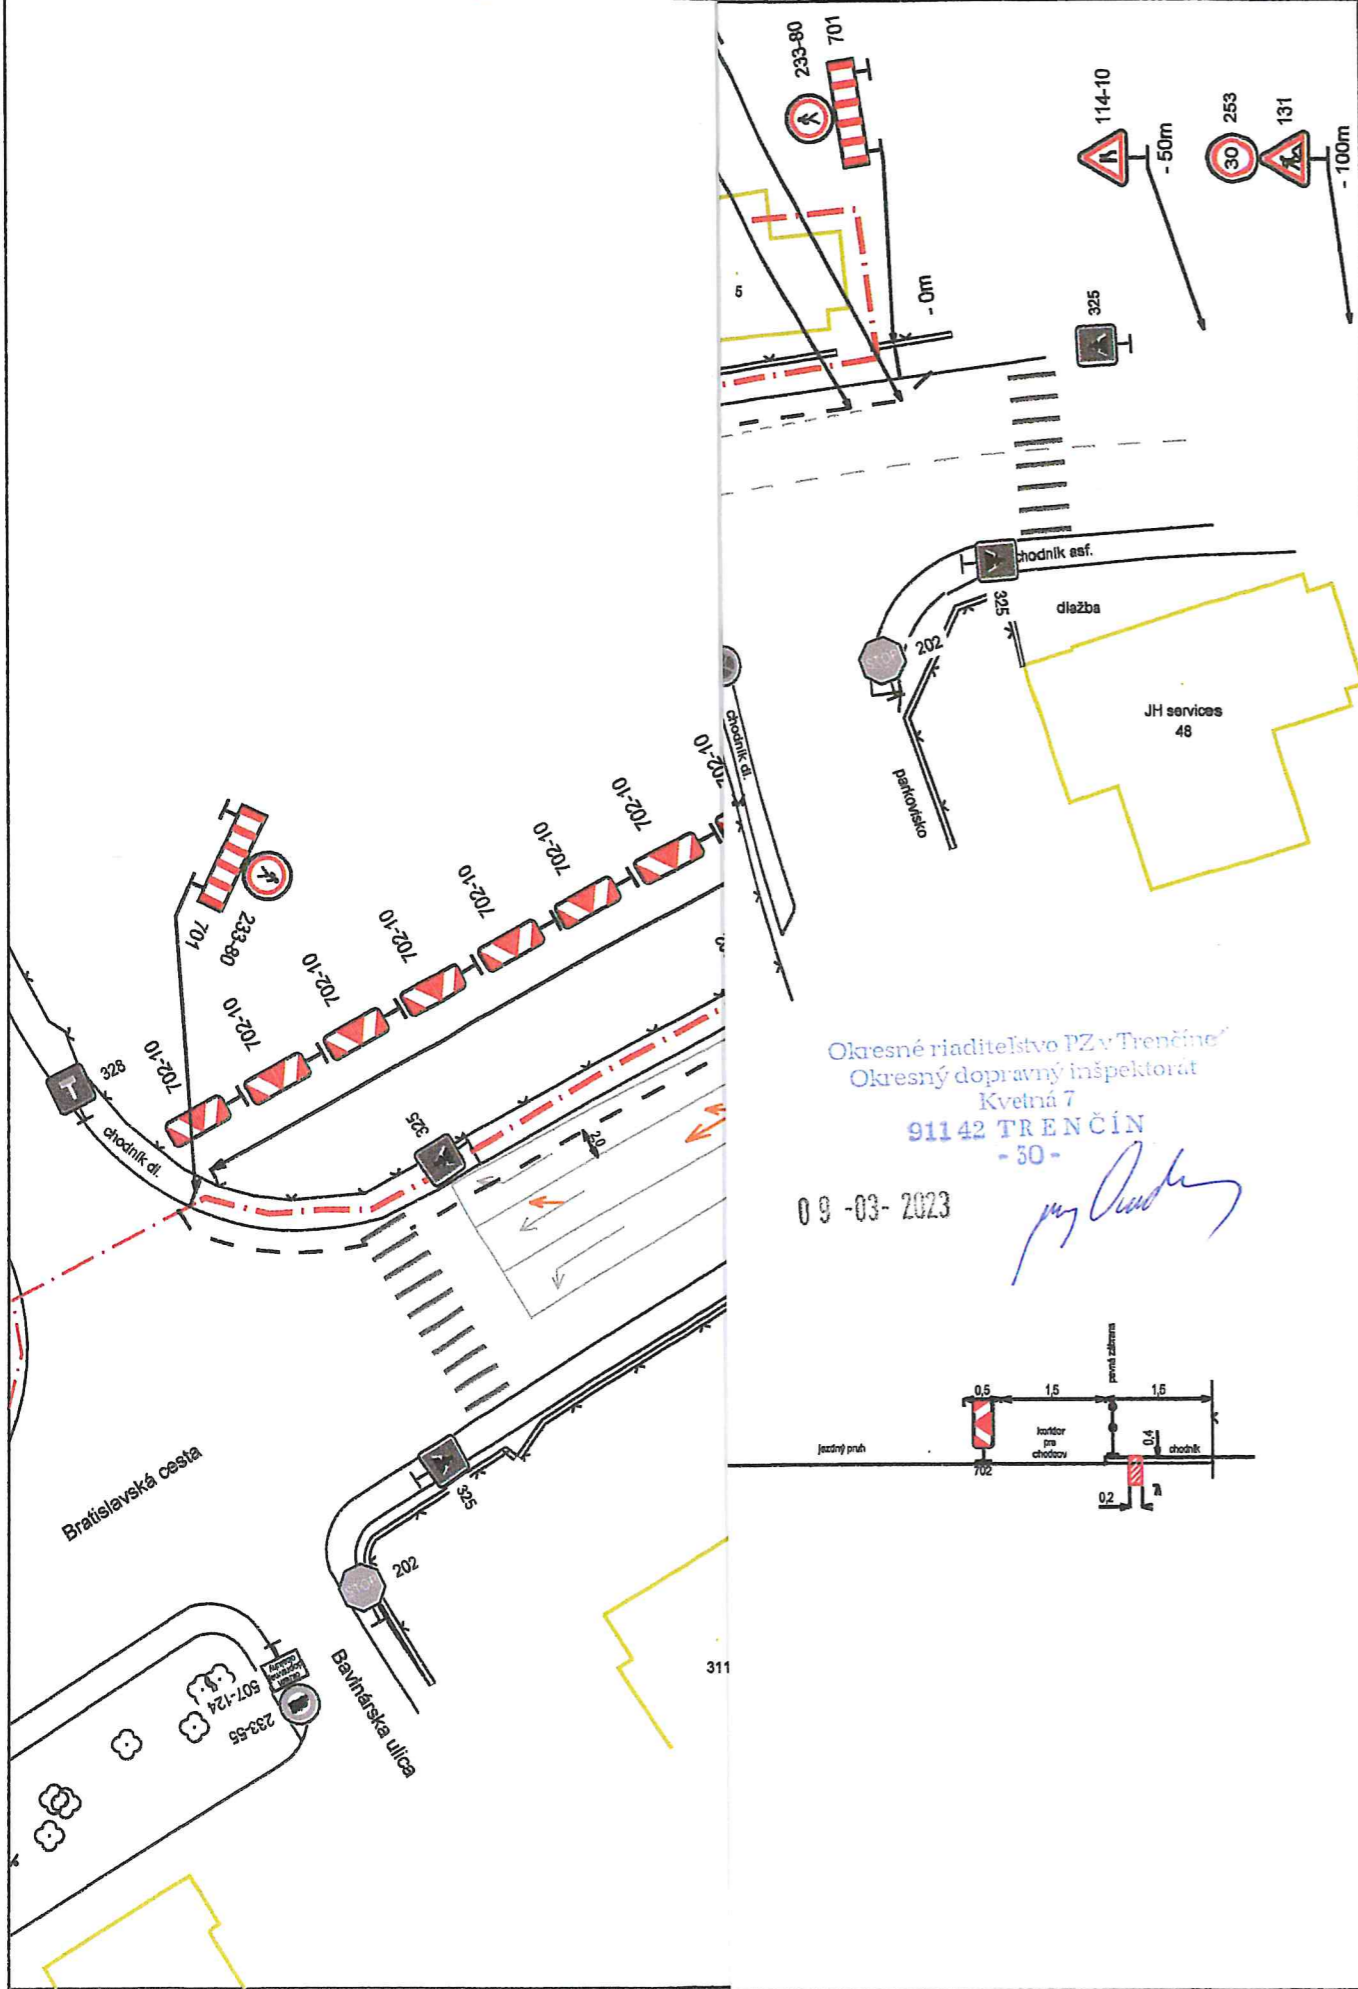 233-80
701
114-10
- 50m
253
30
131
- 100m
5
- 0m
325
chodník asf.
dlažba
325
STOP
202
JH services
48
parkovisko
chodník dl.
702-10
702-10
702-10
702-10
702-10
702-10
702-10
702-10
701
233-80
328
chodník dl.
325
Okresné riaditeľstvo PZ v Trenčíne
Okresný dopravný inšpektorát
Kvetná 7
911 42 TRENČÍN
- 30 -
09 -03- 2023
Bratislavská cesta
325
STOP
202
Bavlnárska ulica
507-124
233-55
311
pevná zábrana
0,5
1,5
1,5
jazdný pruh
koridor
pre
chodcov
0,4
chodník
702
0,2